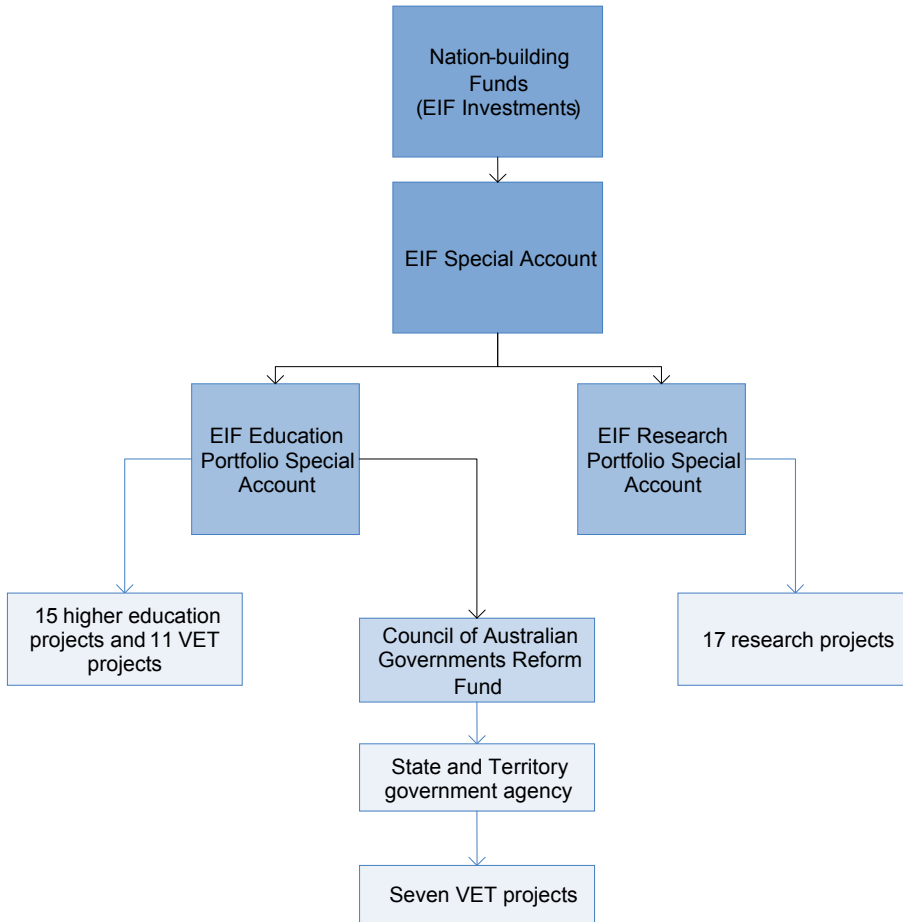 Nation-building
Funds
(EIF Investments)
EIF Special Account
EIF Education
Portfolio Special
Account
EIF Research
Portfolio Special
Account
15 higher education
projects and 11 VET
projects
Council of Australian
Governments Reform
Fund
17 research projects
State and Territory
government agency
Seven VET projects